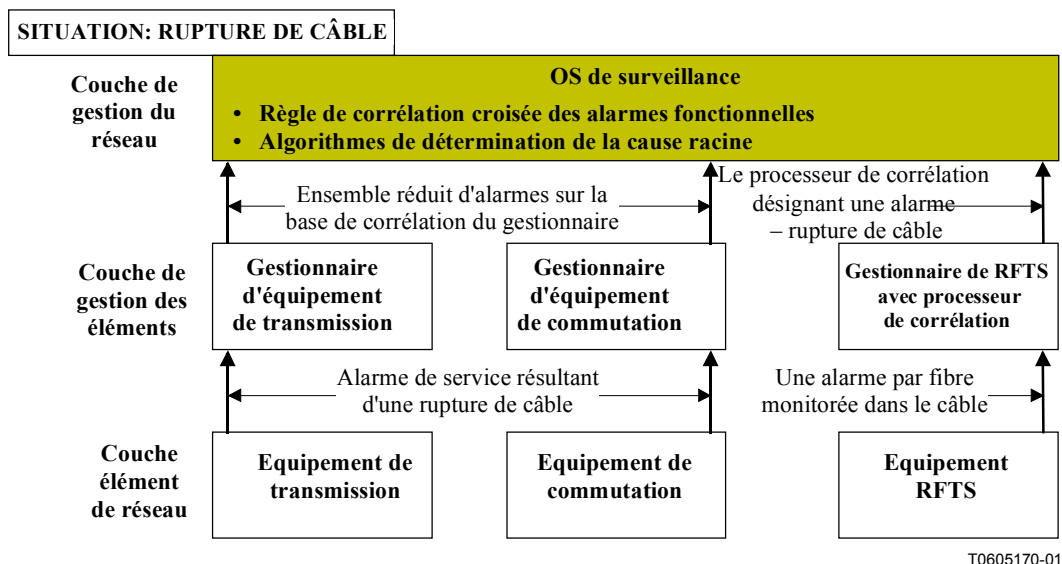 SITUATION: RUPTURE DE CÂBLE
Couche de
gestion du
réseau
OS de surveillance
• Règle de corrélation croisée des alarmes fonctionnelles
• Algorithmes de détermination de la cause racine
Ensemble réduit d'alarmes sur la
base de corrélation du gestionnaire
Le processeur de corrélation
désignant une alarme
– rupture de câble
Couche de
gestion des
éléments
Gestionnaire
d'équipement
de transmission
Gestionnaire
d'équipement
de commutation
Gestionnaire de RFTS
avec processeur
de corrélation
Alarme de service résultant
d'une rupture de câble
Une alarme par fibre
monitorée dans le câble
Couche
élément
de réseau
Equipement de
transmission
Equipement de
commutation
Equipement
RFTS
T0605170-01